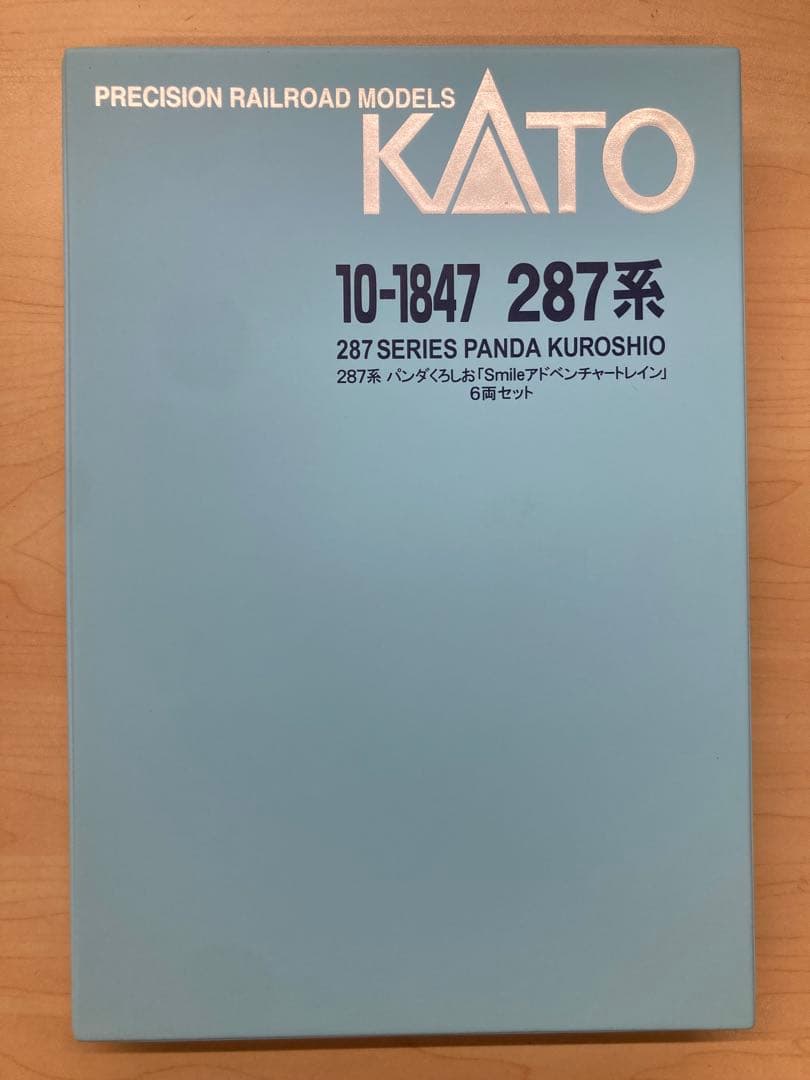 PRECISION RAILROAD MODELS
KATO
10-1847 287系
287 SERIES PANDA KUROSHIO
287系 パンダくろしお「Smileアドベンチャートレイン」
6両セット